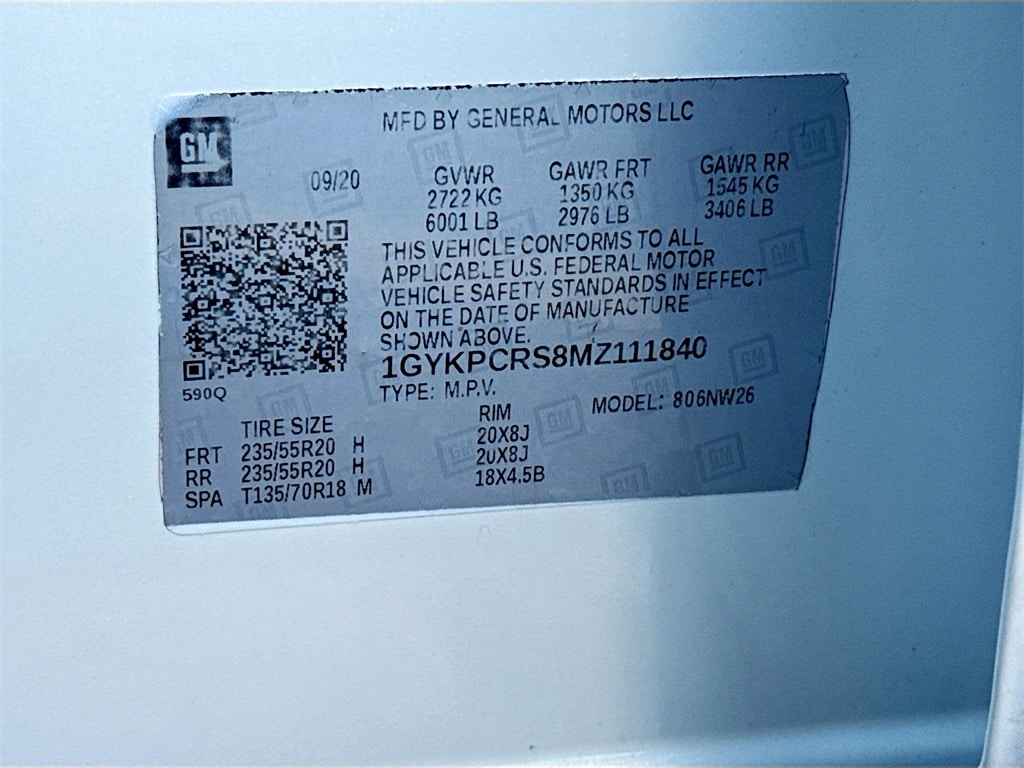 MFD BY GENERAL MOTORS LLC
GM
09/20 GVWR GAWR FRT GAWR RR
2722 KG 1350 KG 1545 KG
6001 LB 2976 LB 3406 LB
THIS VEHICLE CONFORMS TO ALL
APPLICABLE U.S. FEDERAL MOTOR
VEHICLE SAFETY STANDARDS IN EFFECT
ON THE DATE OF MANUFACTURE
SHOWN ABOVE.
1GYKPCRS8MZ111840
590Q
TYPE: M.P.V. MODEL: 806NW26
TIRE SIZE RIM
FRT 235/55R20 H 20X8J
RR 235/55R20 H 20X8J
SPA T135/70R18 M 18X4.5B